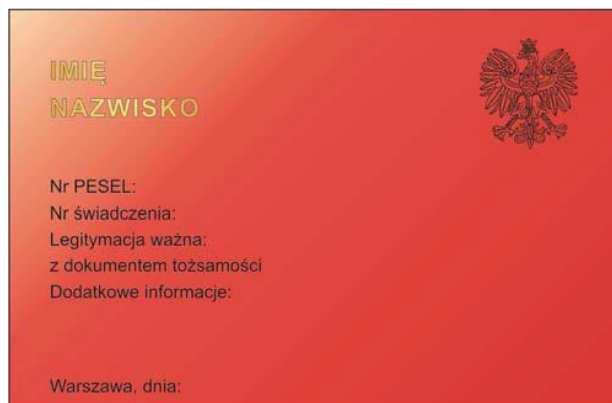 IMIĘ
NAZWISKO
Nr PESEL:
Nr świadczenia:
Legitymacja ważna:
z dokumentem tożsamości
Dodatkowe informacje:
Warszawa, dnia: